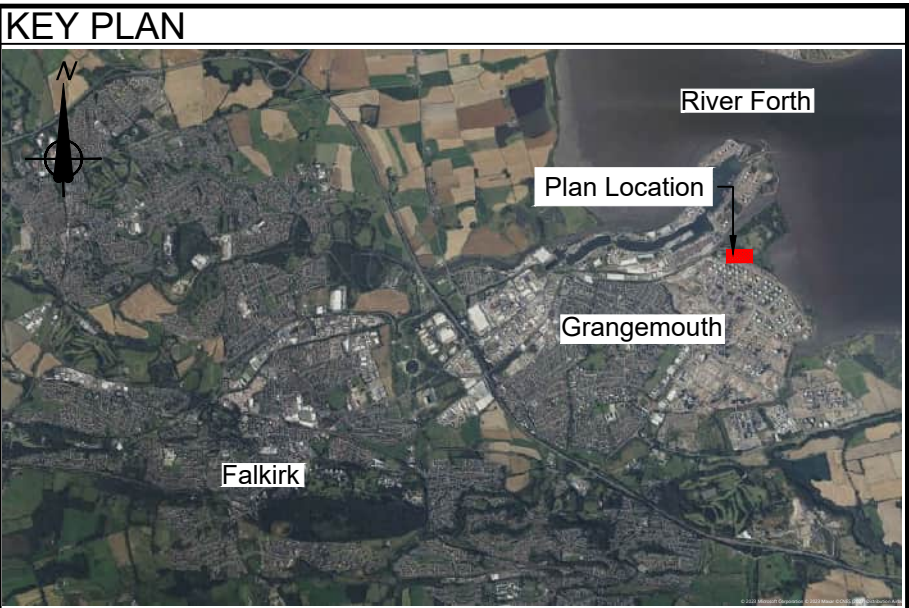 KEY PLAN
N
River Forth
Plan Location
Grangemouth
Falkirk